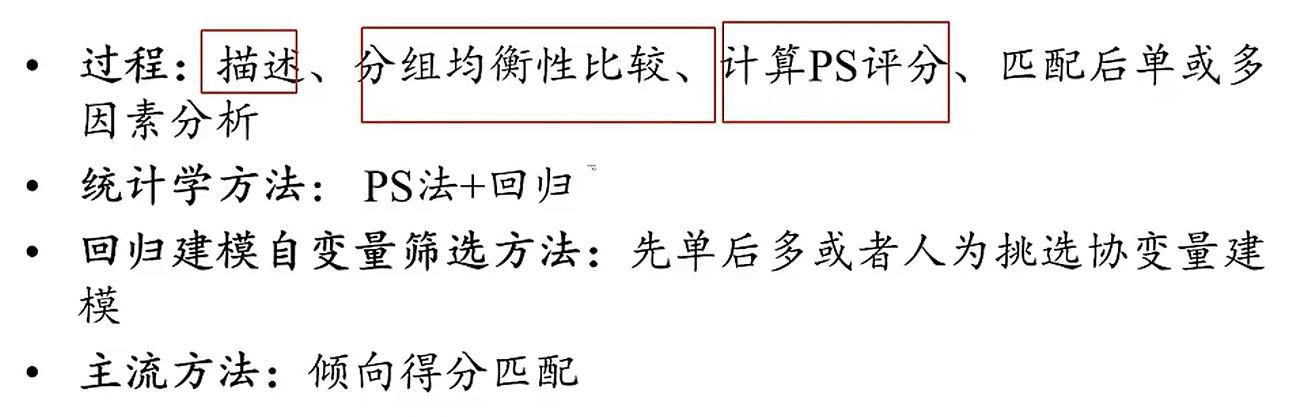 • 过程：描述、分组均衡性比较、计算PS评分、匹配后单或多
因素分析
• 统计学方法： PS法+回归
• 回归建模自变量筛选方法：先单后多或者人为挑选协变量建
模
• 主流方法：倾向得分匹配